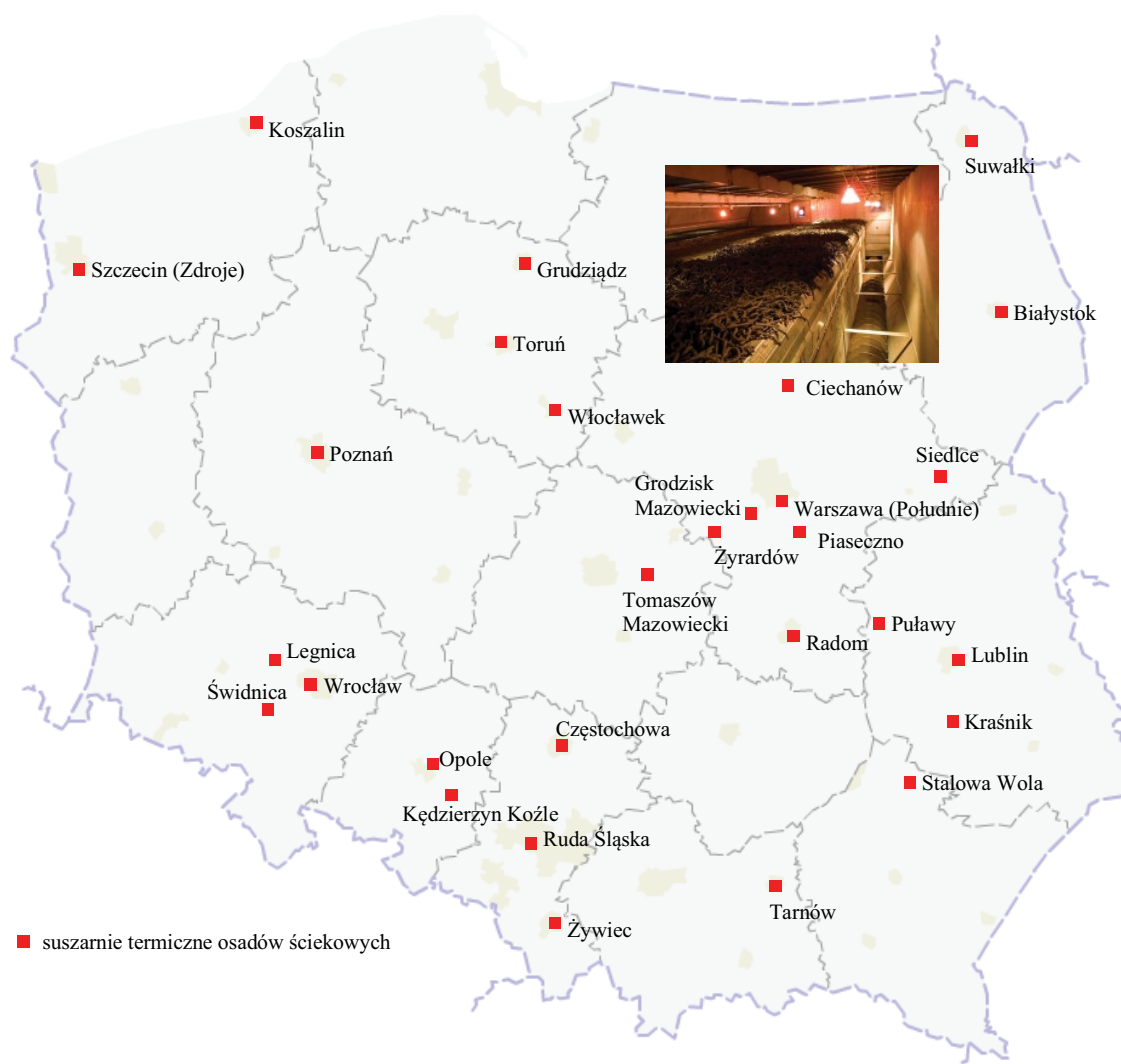 Koszalin
Suwałki
Szczecin (Zdroje)
Grudziądz
Białystok
Toruń
Ciechanów
Włocławek
Poznań
Siedlce
Grodzisk
Mazowiecki
Warszawa (Południe)
Piaseczno
Żyrardów
Tomaszów
Mazowiecki
Puławy
Radom
Legnica
Lublin
Świdnica
Wrocław
Kraśnik
Częstochowa
Opole
Stalowa Wola
Kędzierzyn Koźle
Ruda Śląska
Tarnów
Żywiec
suszarnie termiczne osadów ściekowych